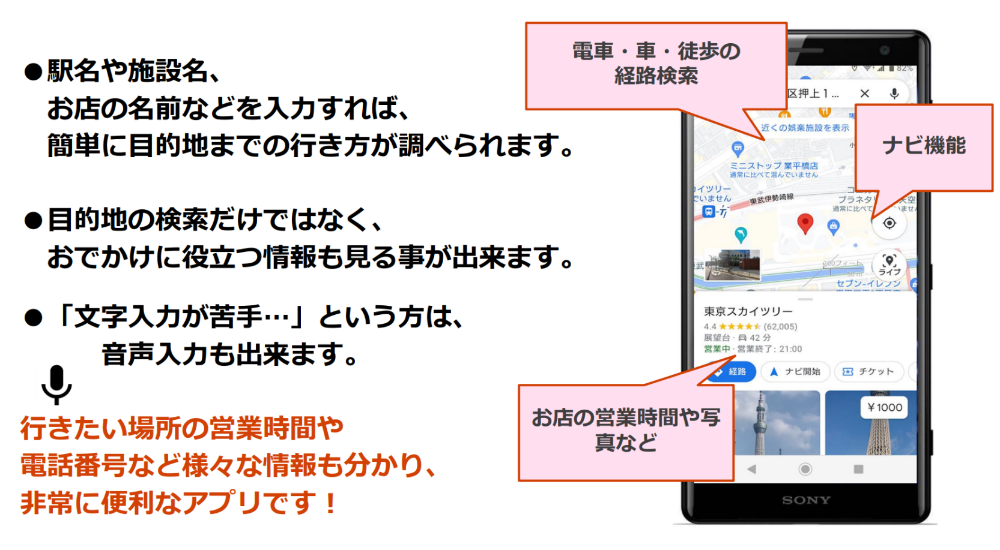 ●駅名や施設名、
お店の名前などを入力すれば、
簡単に目的地までの行き方が調べられます。
●目的地の検索だけではなく、
おでかけに役立つ情報も見る事が出来ます。
●「文字入力が苦手…」という方は、
音声入力も出来ます。
行きたい場所の営業時間や
電話番号など様々な情報も分かり、
非常に便利なアプリです！
電車・車・徒歩の
経路検索
ナビ機能
お店の営業時間や写
真など
82%
区押上1...
近くの娯楽施設を表示
ミニストップ 業平橋店
通常に比べて混んでいません
イツリー
でいません
東武伊勢崎線
プラネタリ
天空
通常に比べて
いません
200フィート
50 m
ライブ
セブン-イレブン
東京スカイツリー
4.4 ★★★★★ (62,005)
展望台・42 分
営業中・営業終了: 21:00
経路
ナビ開始
チケット
¥1000
SONY